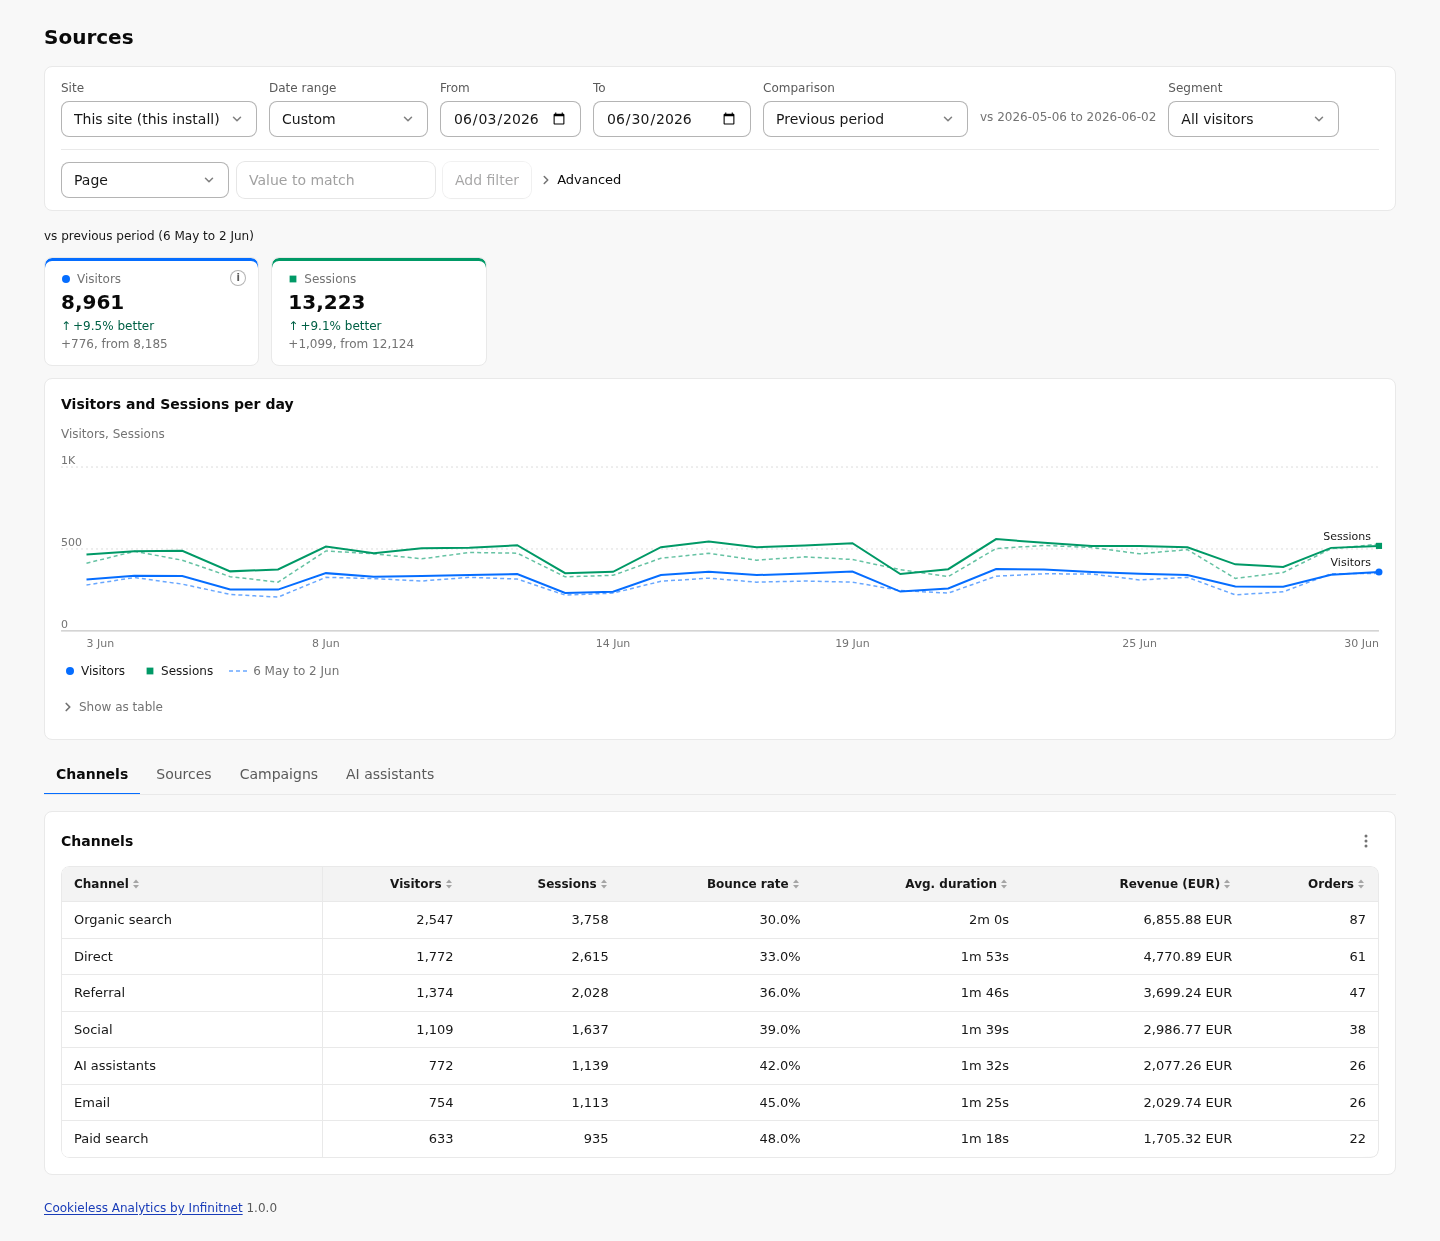 Sources
Site
Date range
From
To
Comparison
Segment
This site (this install)
Custom
06/03/2026
06/30/2026
Previous period
vs 2026-05-06 to 2026-06-02
All visitors
Page
Value to match
Add filter
Advanced
vs previous period (6 May to 2 Jun)
Visitors
i
8,961
↑ +9.5% better
+776, from 8,185
Sessions
13,223
↑ +9.1% better
+1,099, from 12,124
Visitors and Sessions per day
Visitors, Sessions
1K
500
0
Sessions
Visitors
3 Jun 8 Jun 14 Jun 19 Jun 25 Jun 30 Jun
Visitors Sessions 6 May to 2 Jun
Show as table
Channels Sources Campaigns AI assistants
Channels
Channel Visitors Sessions Bounce rate Avg. duration Revenue (EUR) Orders
Organic search 2,547 3,758 30.0% 2m 0s 6,855.88 EUR 87
Direct 1,772 2,615 33.0% 1m 53s 4,770.89 EUR 61
Referral 1,374 2,028 36.0% 1m 46s 3,699.24 EUR 47
Social 1,109 1,637 39.0% 1m 39s 2,986.77 EUR 38
AI assistants 772 1,139 42.0% 1m 32s 2,077.26 EUR 26
Email 754 1,113 45.0% 1m 25s 2,029.74 EUR 26
Paid search 633 935 48.0% 1m 18s 1,705.32 EUR 22
Cookieless Analytics by Infinitnet 1.0.0